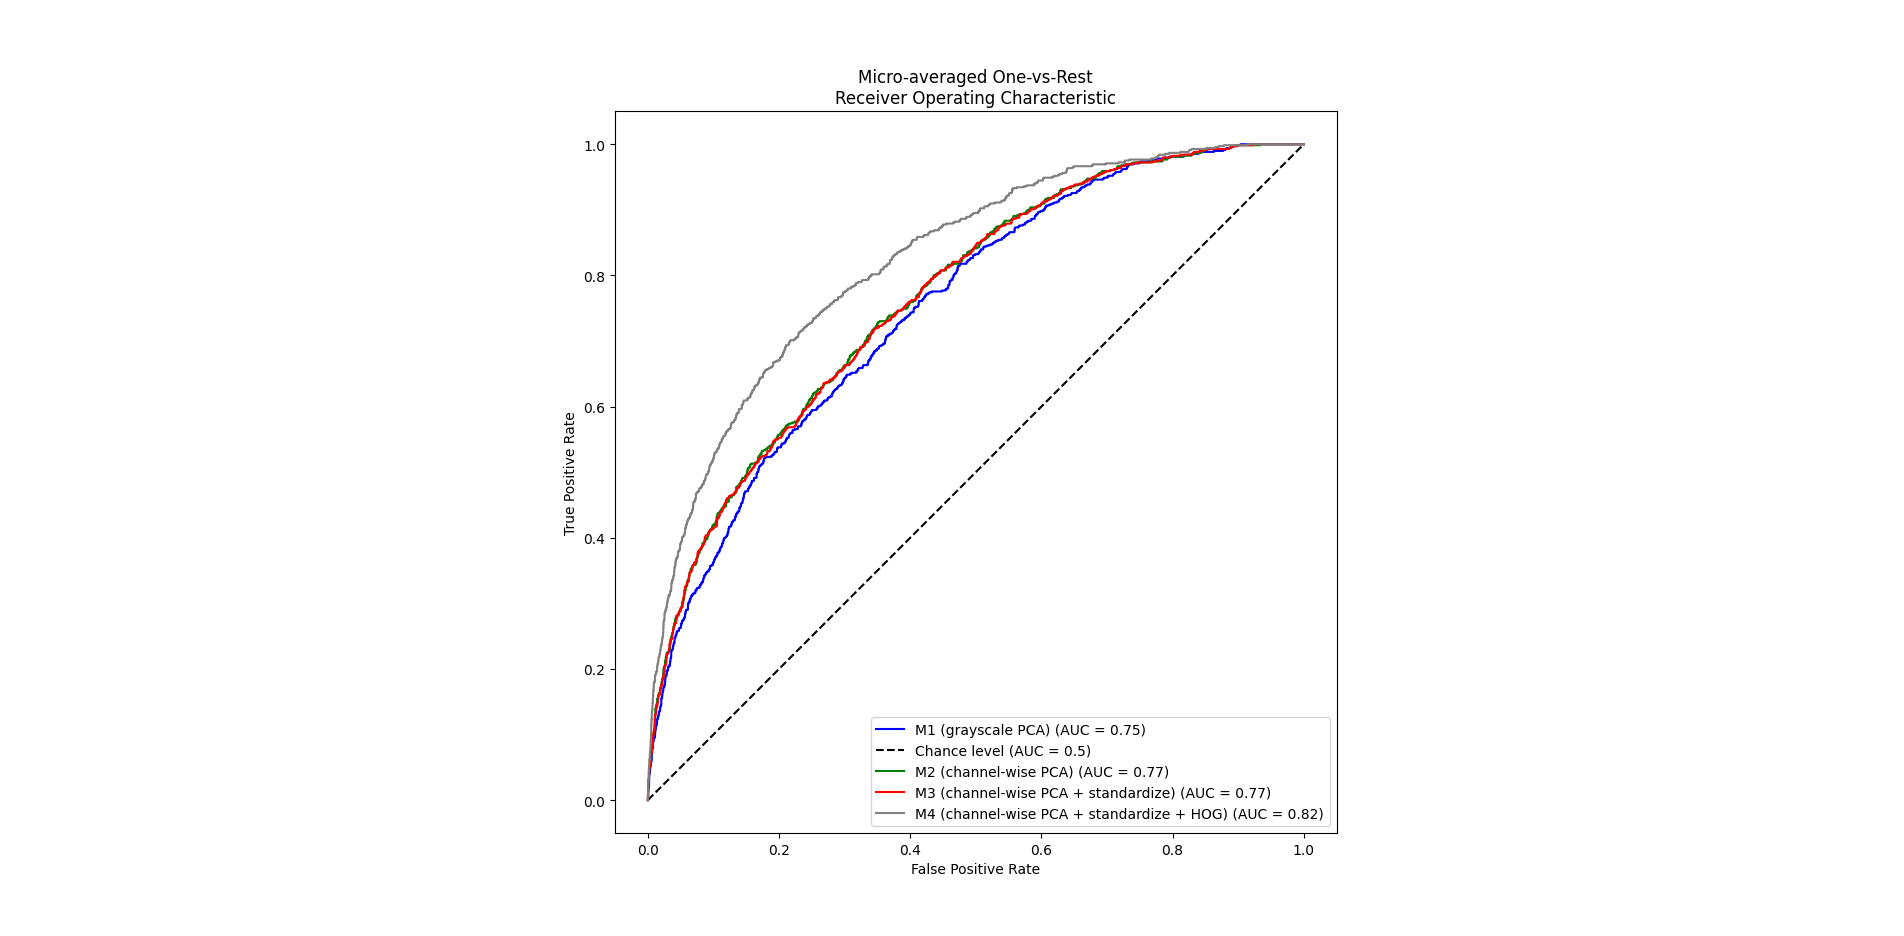 Micro-averaged One-vs-Rest
Receiver Operating Characteristic
True Positive Rate
1.0
0.8
0.6
0.4
0.2
0.0
M1 (grayscale PCA) (AUC = 0.75)
Chance level (AUC = 0.5)
M2 (channel-wise PCA) (AUC = 0.77)
M3 (channel-wise PCA + standardize) (AUC = 0.77)
M4 (channel-wise PCA + standardize + HOG) (AUC = 0.82)
0.0 0.2 0.4 0.6 0.8 1.0
False Positive Rate